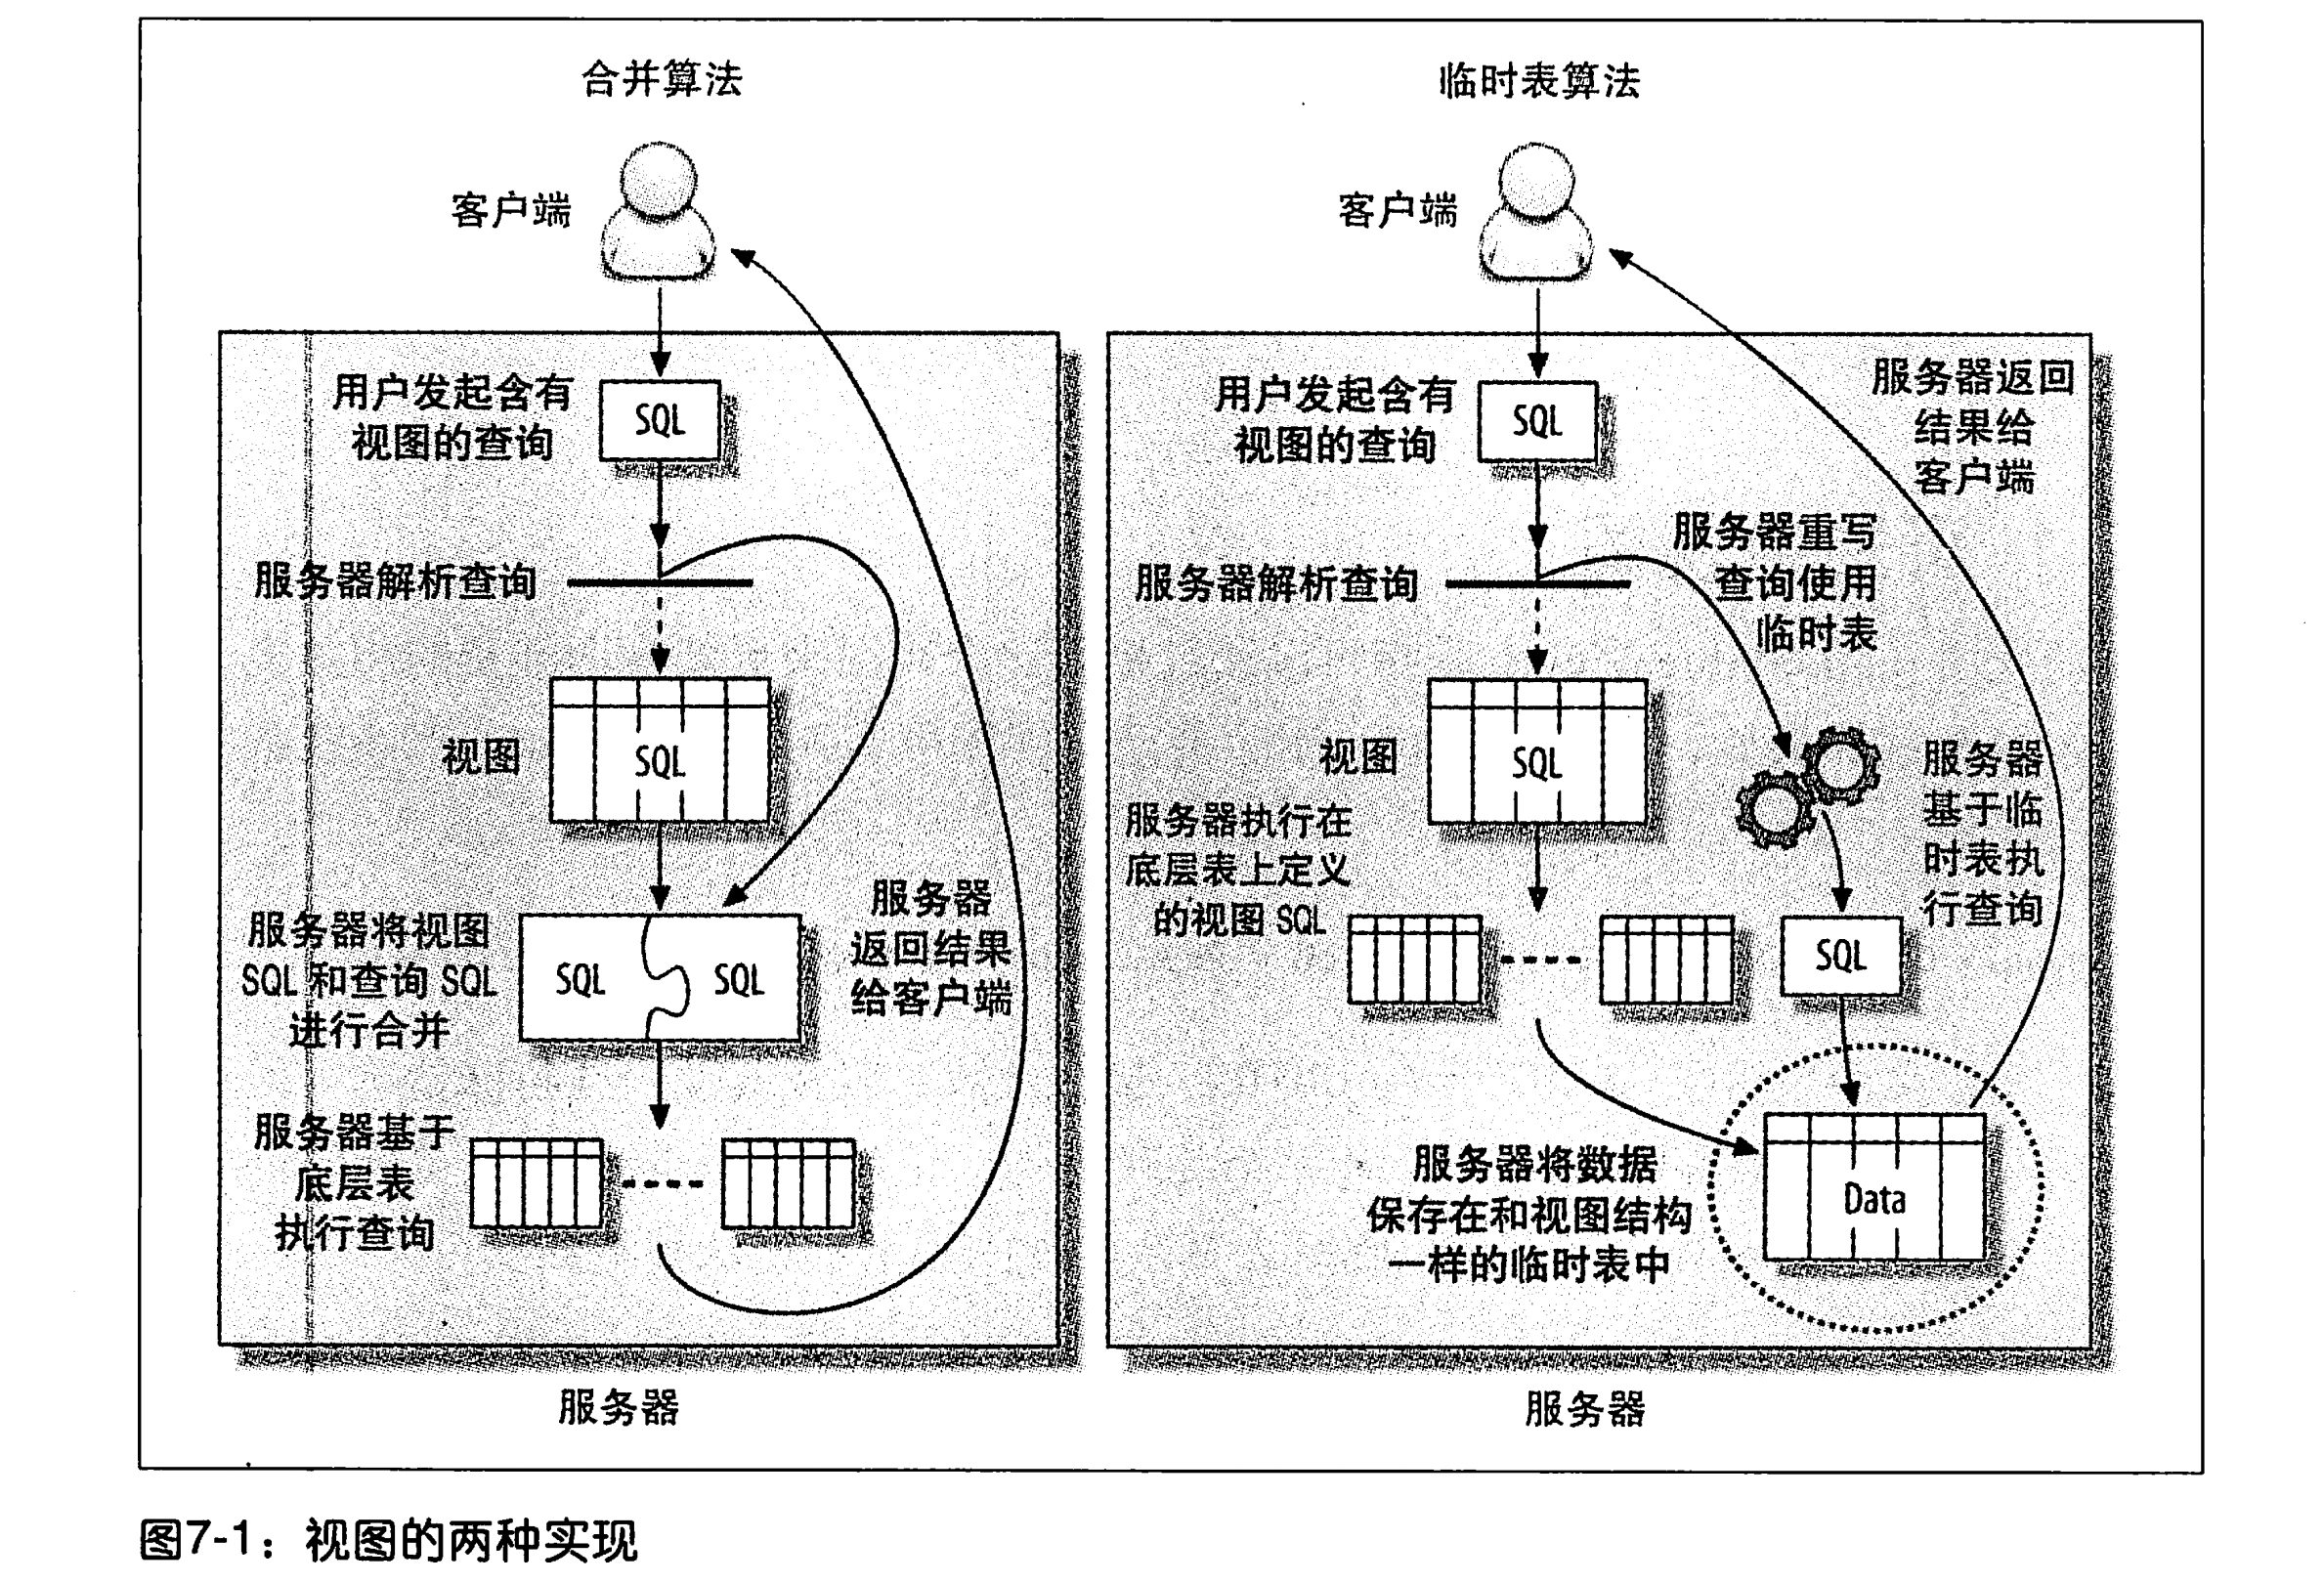 合并算法
客户端
用户发起含有
视图的查询
SQL
服务器解析查询
视图
SQL
服务器将视图
SQL 和查询 SQL
进行合并
SQL
SQL
服务器
返回结果
给客户端
服务器基于
底层表
执行查询
服务器
临时表算法
客户端
用户发起含有
视图的查询
SQL
服务器返回
结果给
客户端
服务器解析查询
服务器重写
查询使用
临时表
视图
SQL
服务器执行在
底层表上定义
的视图 SQL
服务器
基于临
时表执
行查询
SQL
服务器将数据
保存在和视图结构
一样的临时表中
Data
服务器
图7-1：视图的两种实现